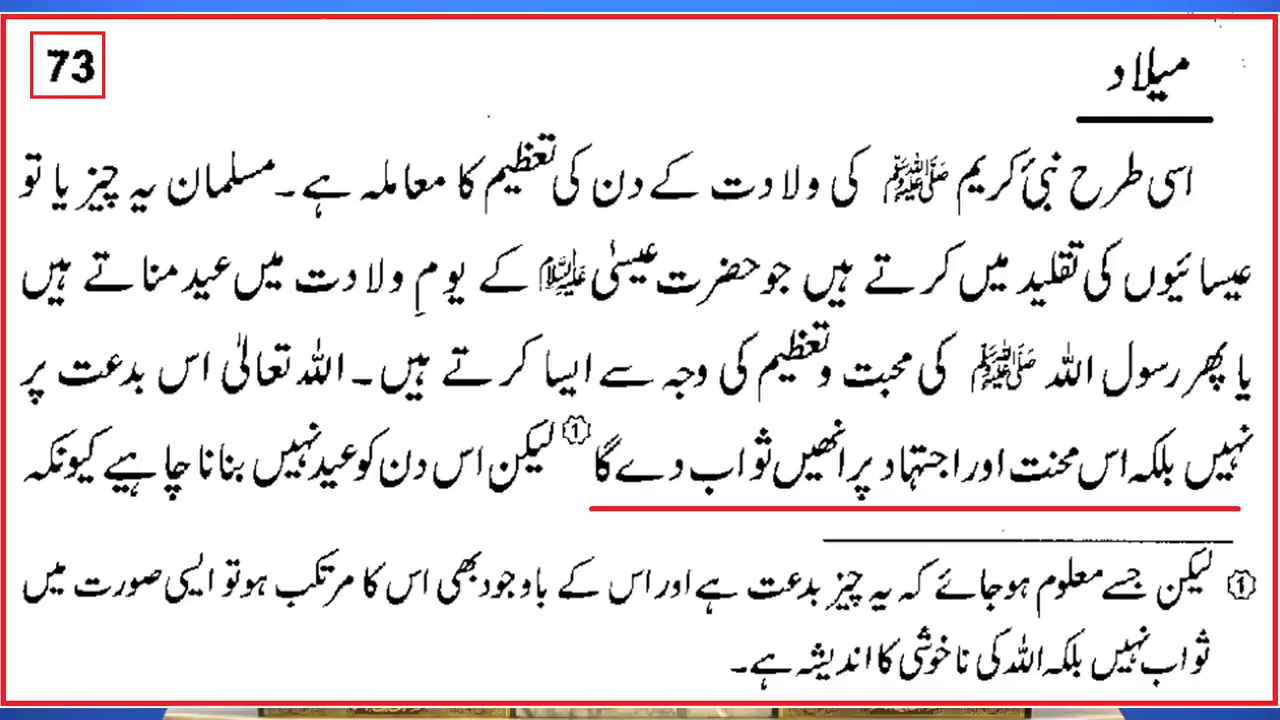 73
میلاد
اسی طرح نبیٔ کریم ﷺ کی ولادت کے دن کی تعظیم کا معاملہ ہے۔ مسلمان یہ چیز یا تو
عیسائیوں کی تقلید میں کرتے ہیں جو حضرت عیسیٰ علیہ السلام کے یومِ ولادت میں عید مناتے ہیں
یا پھر رسول اللہ ﷺ کی محبت و تعظیم کی وجہ سے ایسا کرتے ہیں۔ اللہ تعالیٰ اس بدعت پر
نہیں بلکہ اس محنت اور اجتہاد پر انھیں ثواب دے گا ① لیکن اس دن کو عید نہیں بنانا چاہیے کیونکہ
① لیکن جسے معلوم ہوجائے کہ یہ چیز بدعت ہے اور اس کے باوجود بھی اس کا مرتکب ہو تو ایسی صورت میں
ثواب نہیں بلکہ اللہ کی ناخوشی کا اندیشہ ہے۔